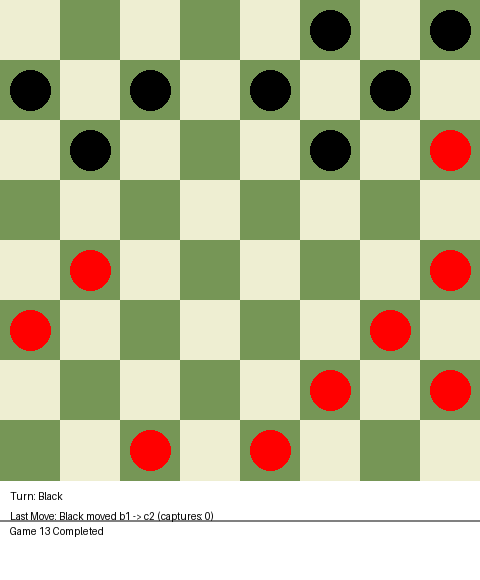 Turn: Black
Last Move: Black moved b1 -> c2 (captures: 0)
Game 13 Completed